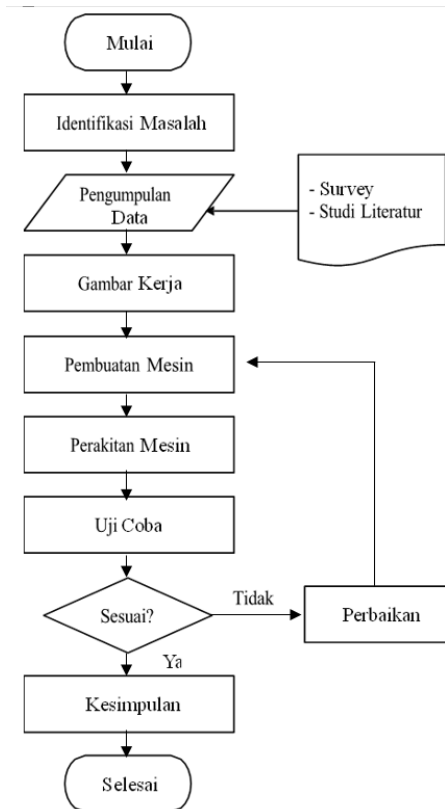 Mulai
Identifikasi Masalah
Pengumpulan
Data
- Survey
- Studi Literatur
Gambar Kerja
Pembuatan Mesin
Perakitan Mesin
Uji Coba
Sesuai?
Tidak
Perbaikan
Ya
Kesimpulan
Selesai